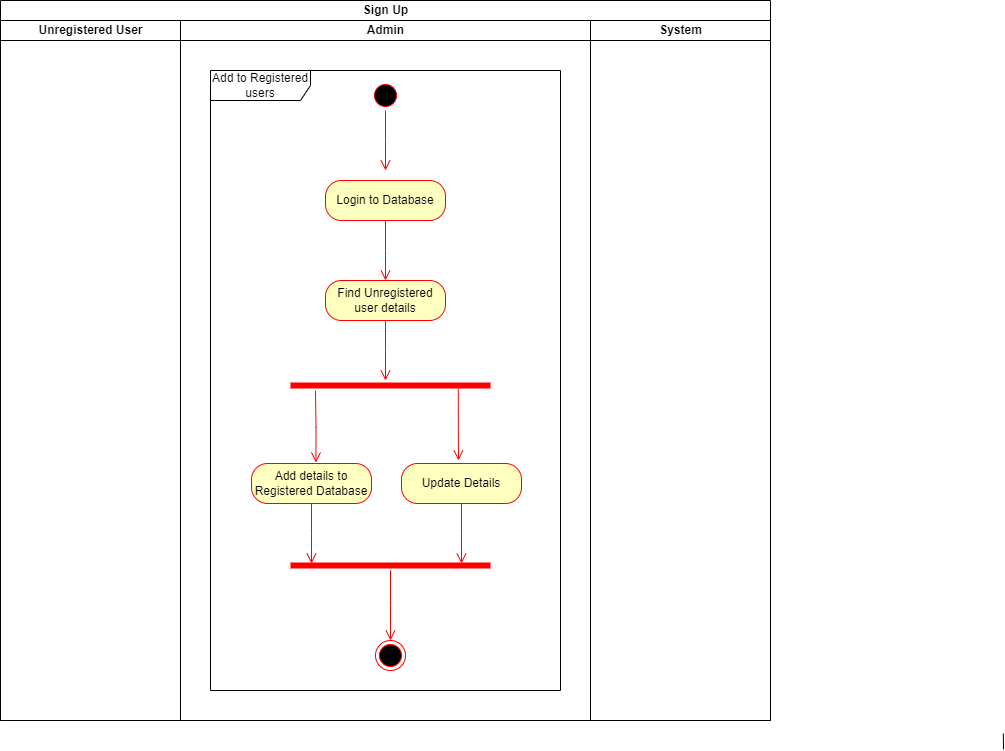 Sign Up
Unregistered User
Admin
System
Add to Registered
users
Login to Database
Find Unregistered
user details
Add details to
Registered Database
Update Details